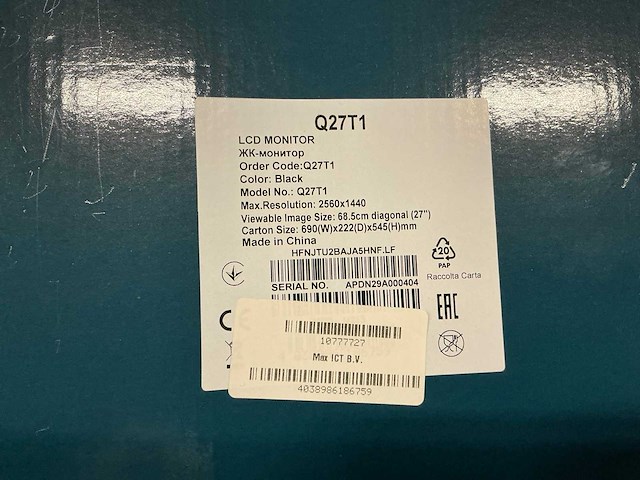 Q27T1
LCD MONITOR
ЖК-монитор
Order Code:Q27T1
Color: Black
Model No.: Q27T1
Max.Resolution: 2560x1440
Viewable Image Size: 68.5cm diagonal (27")
Carton Size: 690(W)x222(D)x545(H)mm
Made in China
HFNJTU2BAJA5HNF.LF
SERIAL NO. APDN29A000404
20
PAP
Raccolta Carta
EAC
10777727
Max ICT B.V.
4038986186759